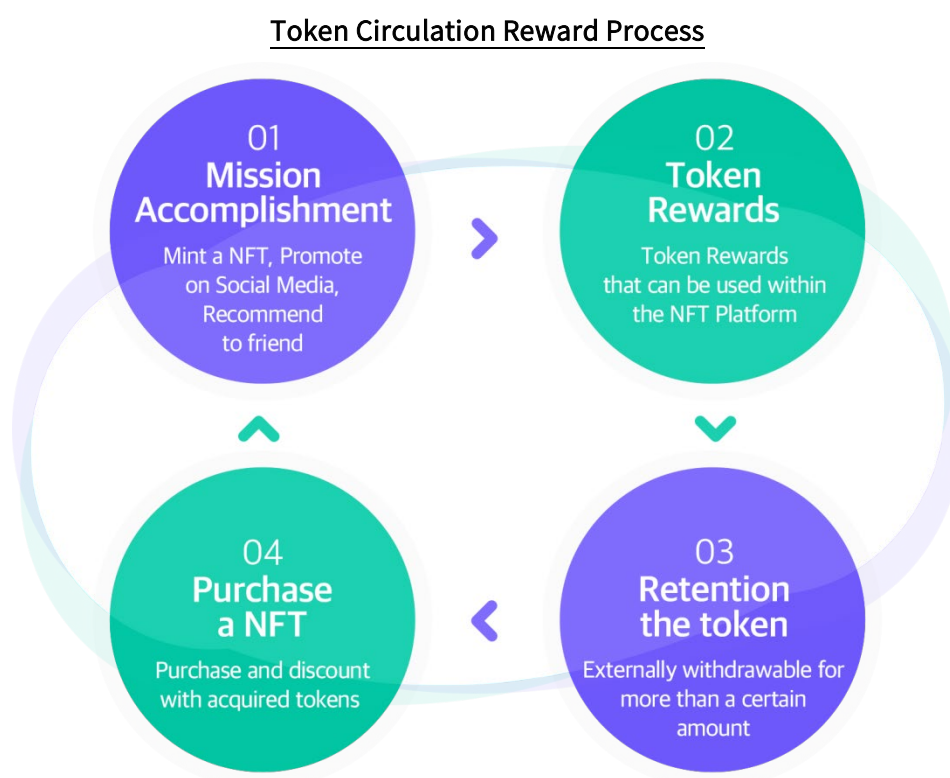 Token Circulation Reward Process
01
Mission
Accomplishment
Mint a NFT, Promote
on Social Media,
Recommend
to friend
02
Token
Rewards
Token Rewards
that can be used within
the NFT Platform
03
Retention
the token
Externally withdrawable for
more than a certain
amount
04
Purchase
a NFT
Purchase and discount
with acquired tokens